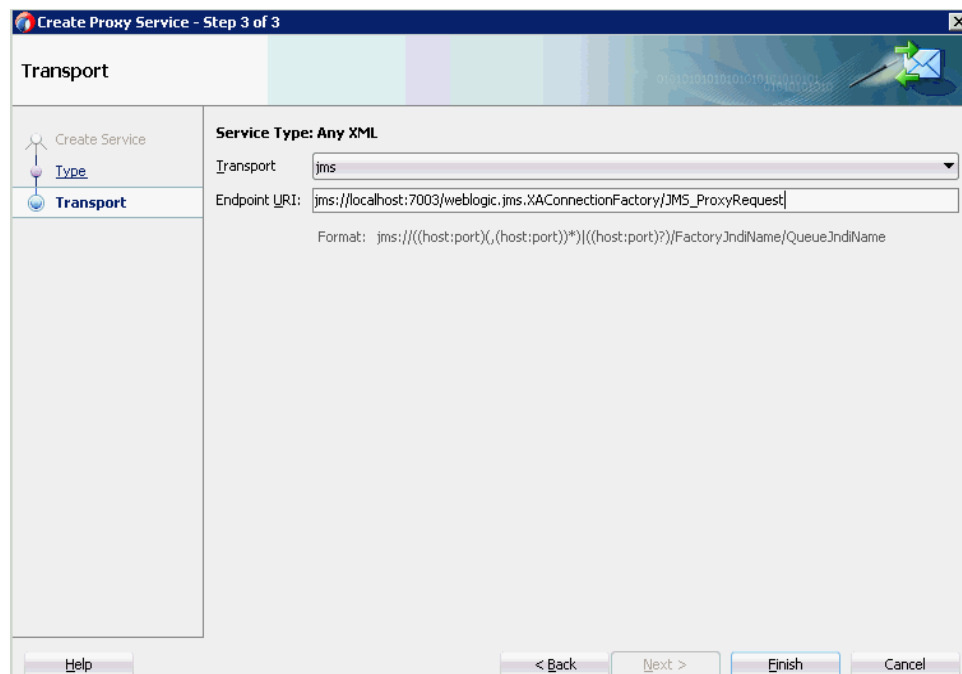 Create Proxy Service - Step 3 of 3
Transport
Create Service
Type
Transport
Service Type: Any XML
Transport jms
Endpoint URI: jms://localhost:7003/weblogic.jms.XAConnectionFactory/JMS_ProxyRequest
Format: jms://((host:port)(,(host:port))*)|((host:port)?)/FactoryJndiName/QueueJndiName
Help < Back Next > Finish Cancel